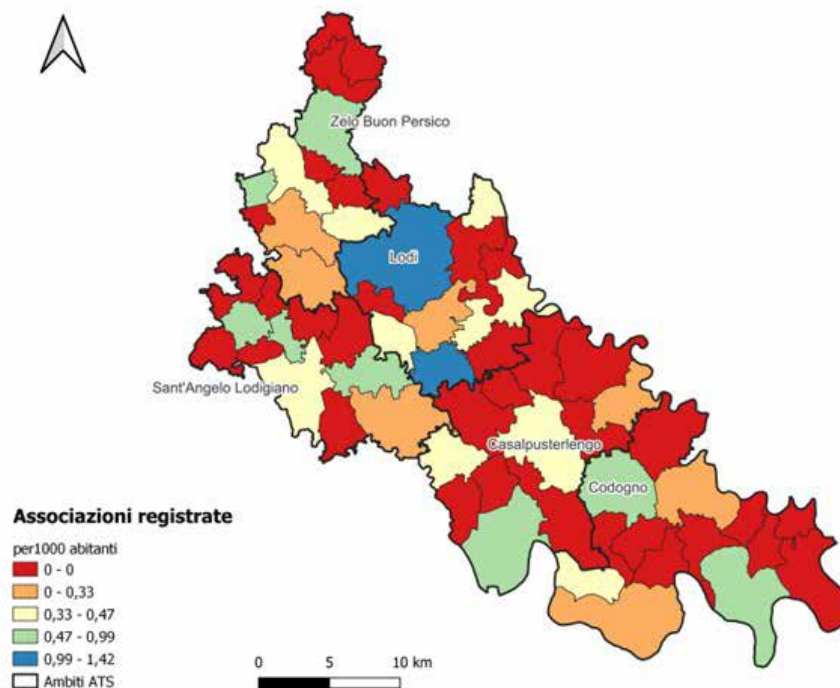 Zelo Buon Persico
Lodi
Sant'Angelo Lodigiano
Casalpusterlengo
Codogno
Associazioni registrate
per1000 abitanti
0 - 0
0 - 0,33
0,33 - 0,47
0,47 - 0,99
0,99 - 1,42
Ambiti ATS
0 5 10 km